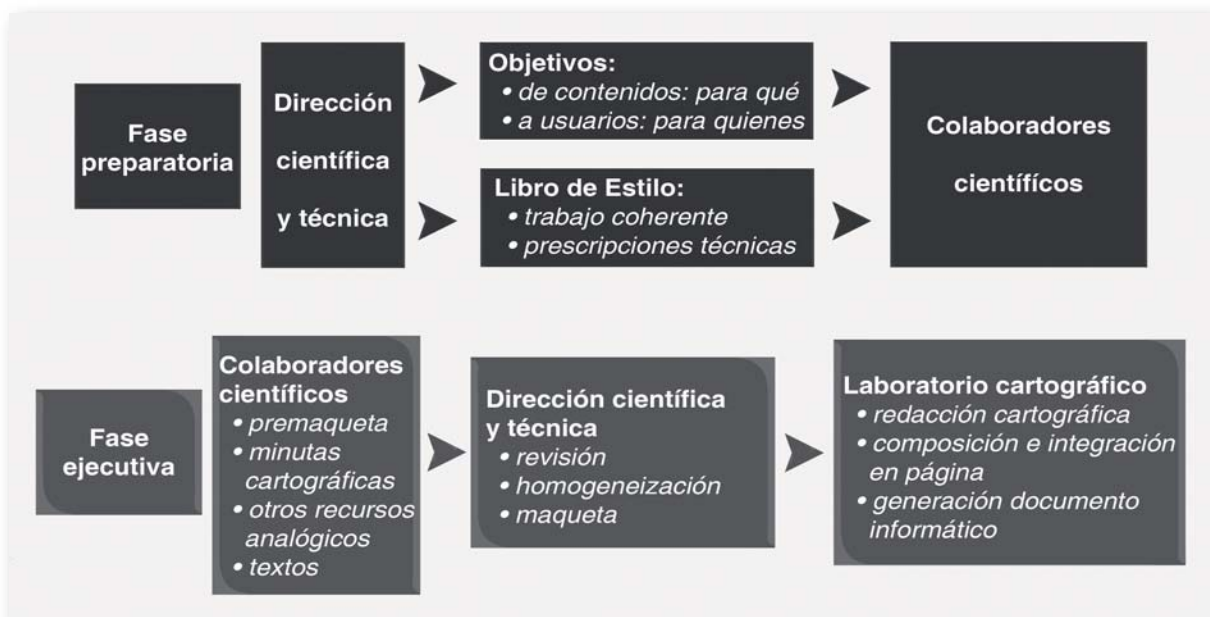 Fase
preparatoria
Dirección
científica
y técnica
Objetivos:
• de contenidos: para qué
• a usuarios: para quienes
Libro de Estilo:
• trabajo coherente
• prescripciones técnicas
Colaboradores
científícos
Fase
ejecutiva
Colaboradores
científicos
• premaqueta
• minutas
cartográficas
• otros recursos
analógicos
• textos
Dirección científica
y técnica
• revisión
• homogeneización
• maqueta
Laboratorio cartográfico
• redacción cartográfica
• composición e integración
en página
• generación documento
informático